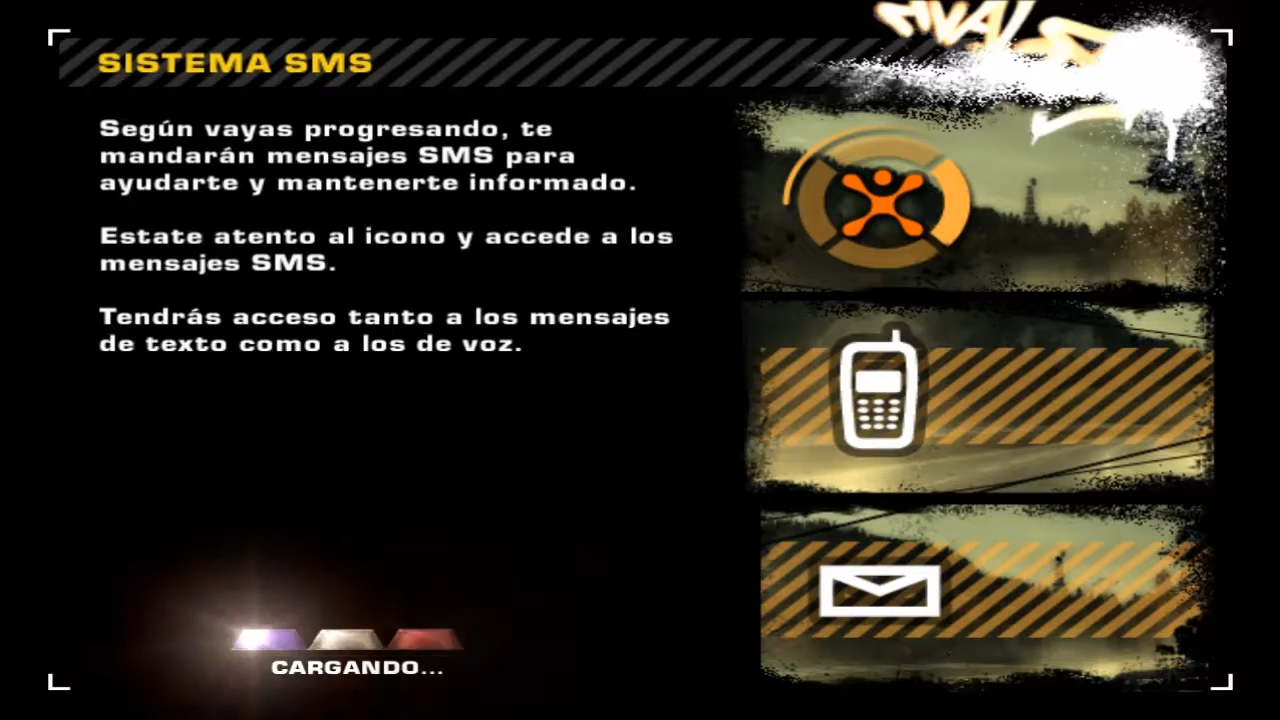 SISTEMA SMS
Según vayas progresando, te
mandarán mensajes SMS para
ayudarte y mantenerte informado.
Estate atento al icono y accede a los
mensajes SMS.
Tendrás acceso tanto a los mensajes
de texto como a los de voz.
CARGANDO...